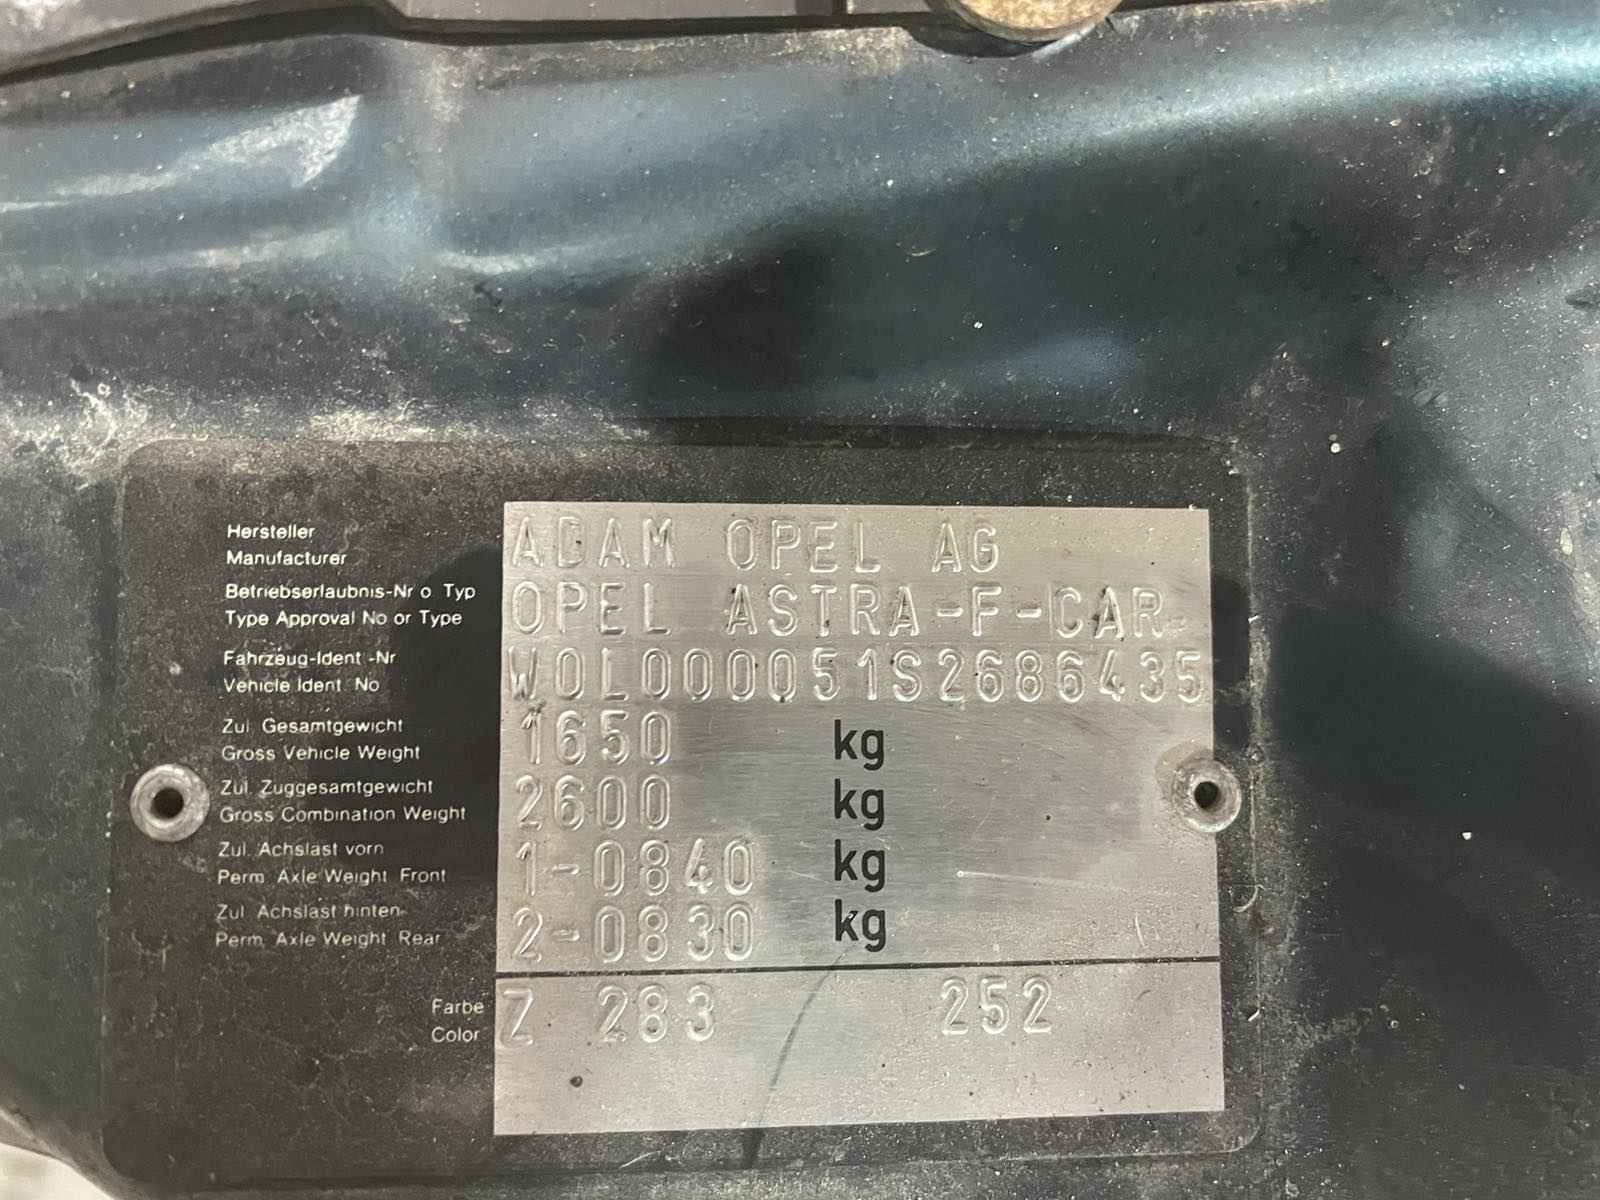 Hersteller
Manufacturer
ADAM OPEL AG
Betriebserlaubnis-Nr o Typ
Type Approval No or Type
OPEL ASTRA-F-CAR
Fahrzeug-Ident -Nr
Vehicle Ident No
W0L000051S2686435
Zul Gesamtgewicht
Gross Vehicle Weight
1650 kg
Zul Zuggesamtgewicht
Gross Combination Weight
2600 kg
Zul. Achslast vorn
Perm Axle Weight Front
1-0840 kg
Zul Achslast hinten
Perm. Axle Weight Rear
2-0830 kg
Farbe
Color
Z 283 252